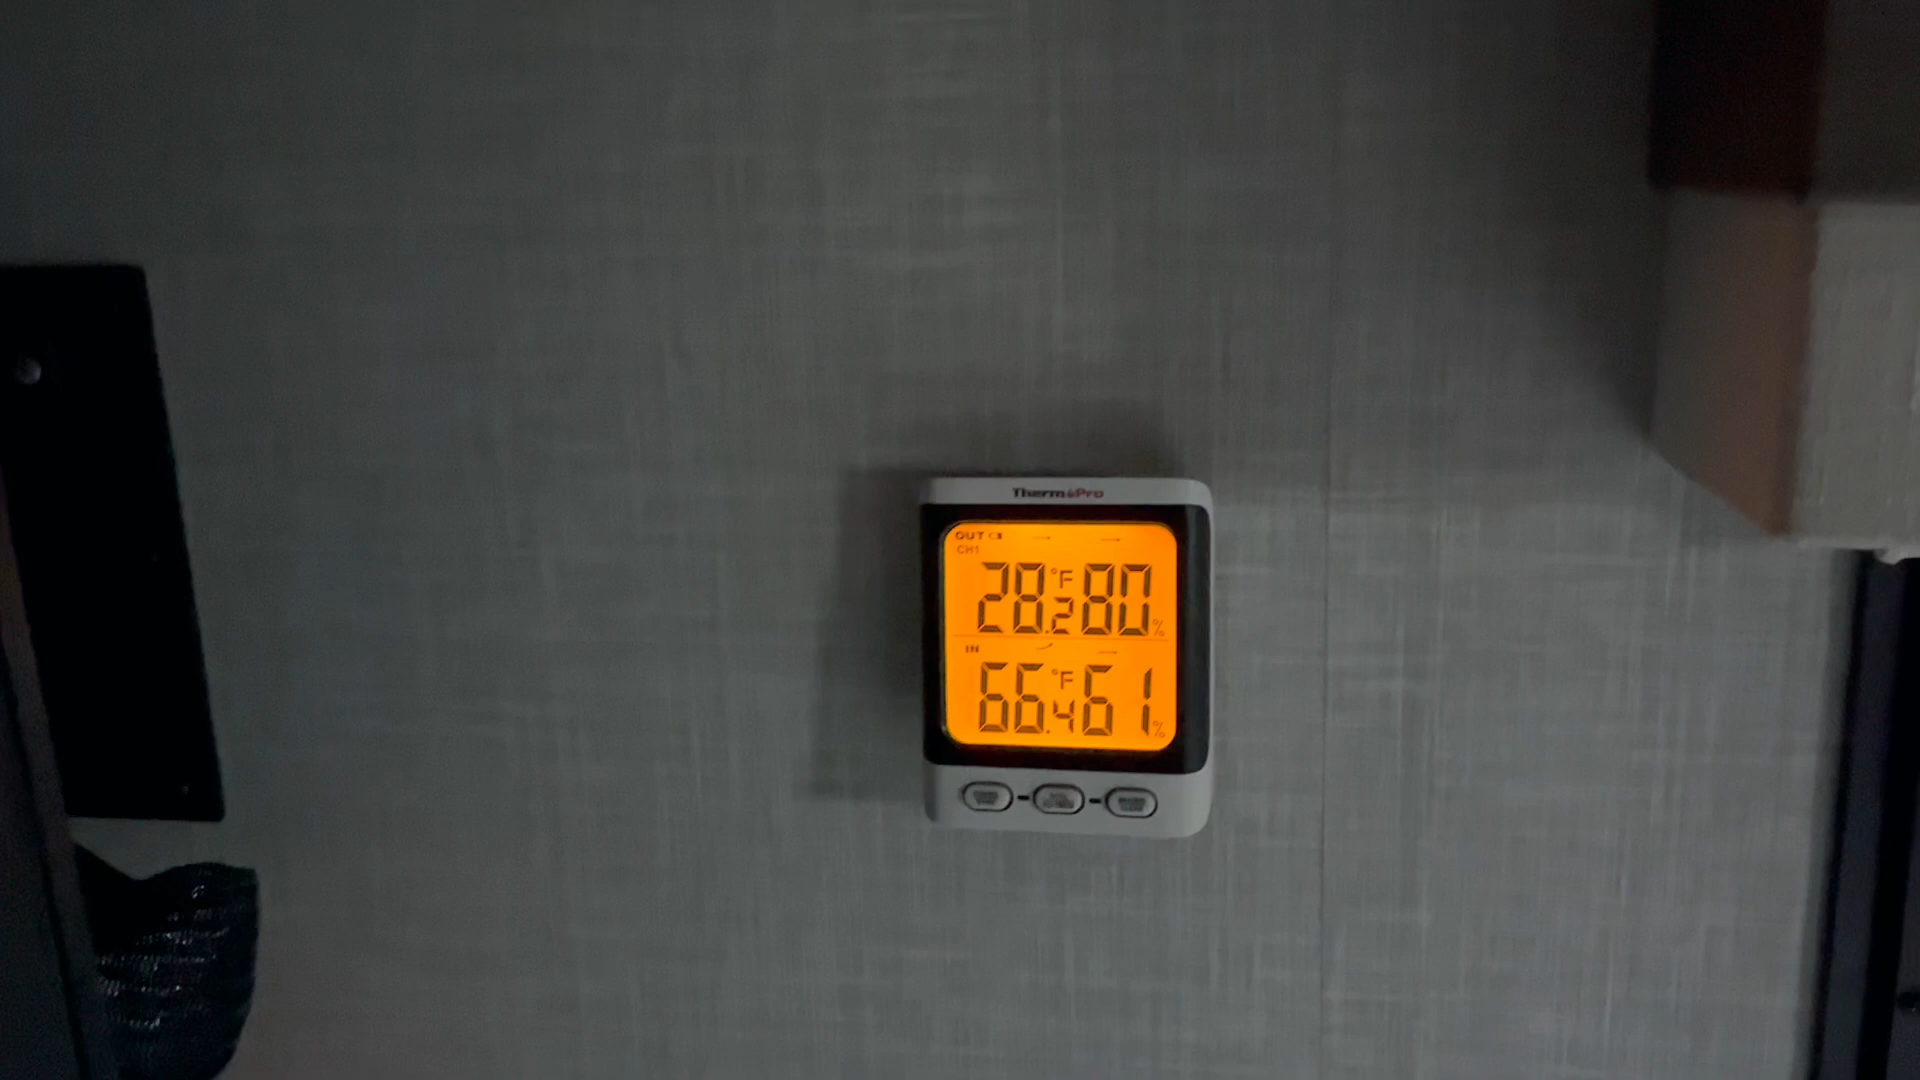 ThermoPro
OUT
CH1
28.2 °F 80 %
IN
66.4 °F 61 %